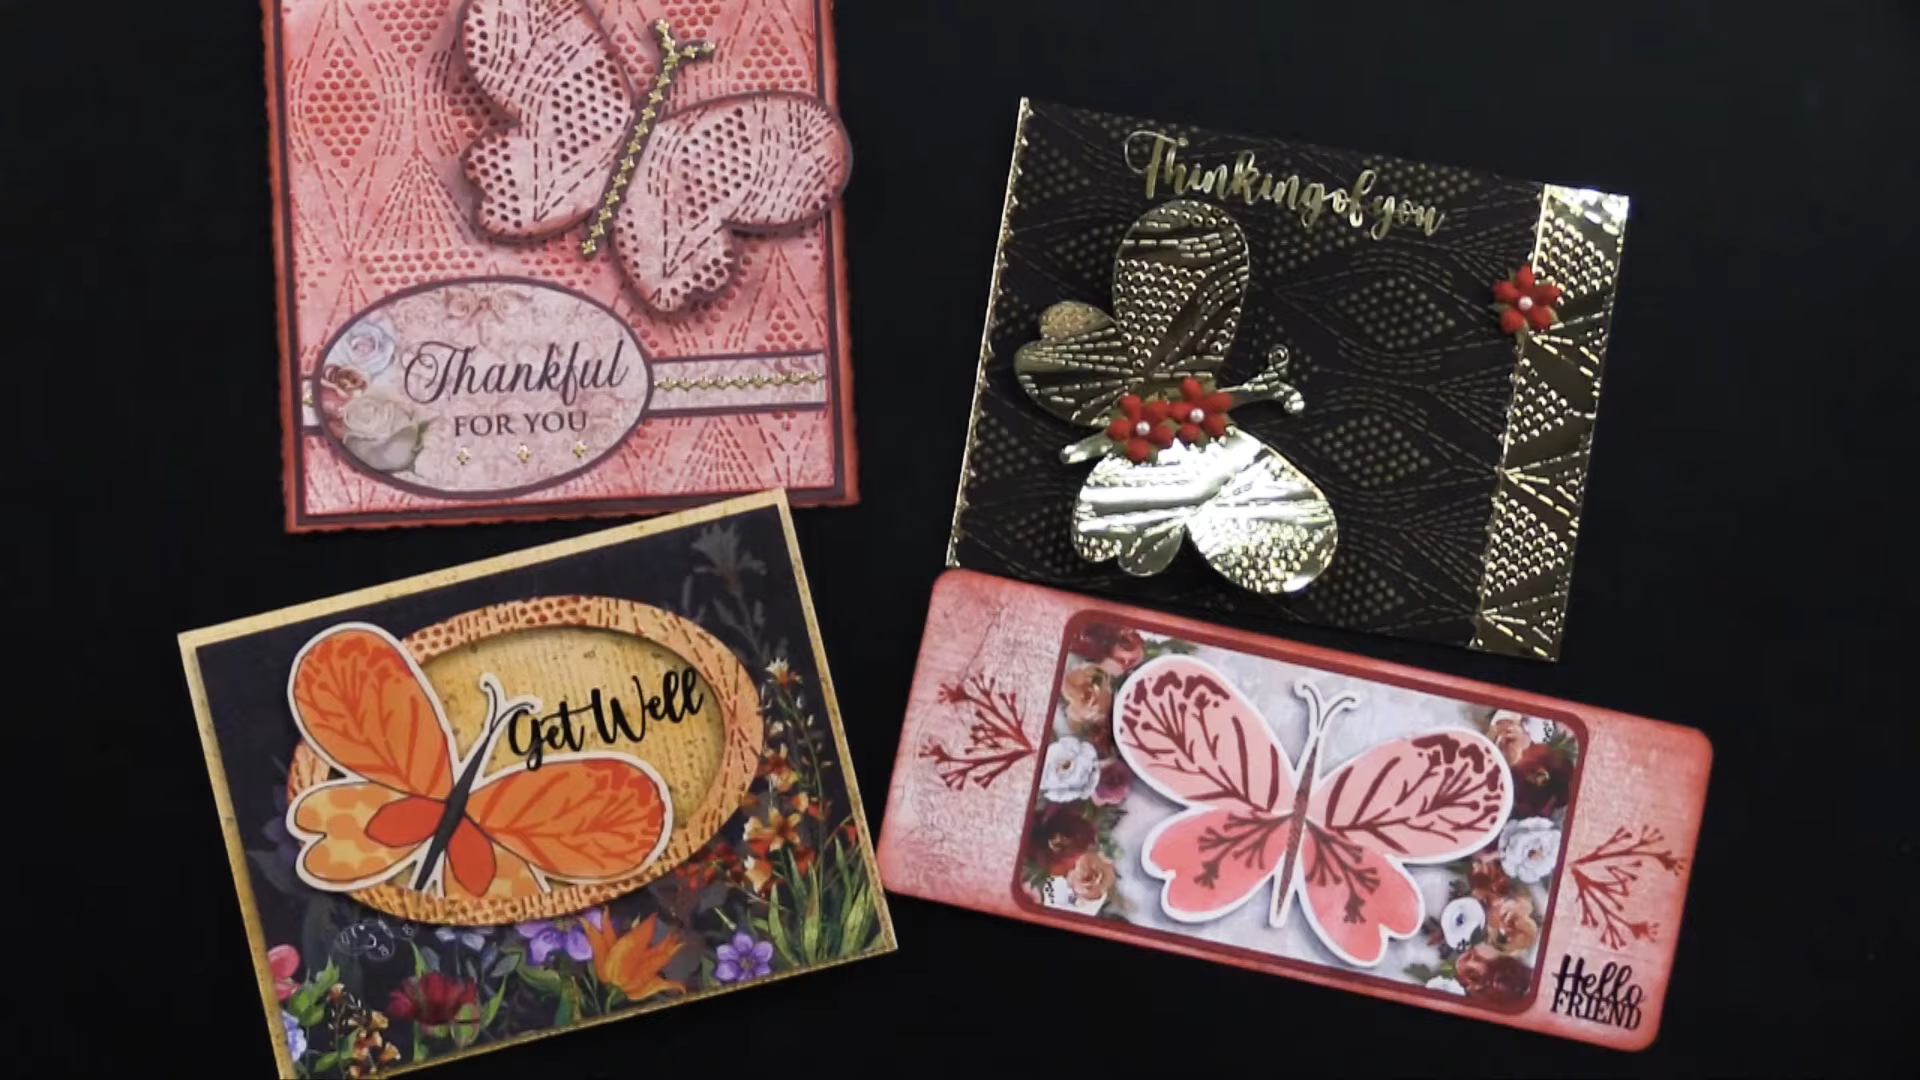 Thankful
FOR YOU
Thinking of you
Get Well
Hello
FRIEND